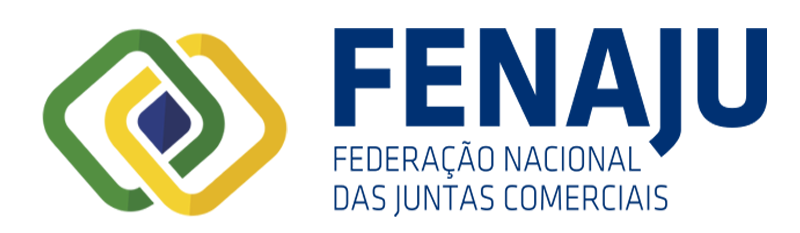 FENAJU
FEDERAÇÃO NACIONAL
DAS JUNTAS COMERCIAIS